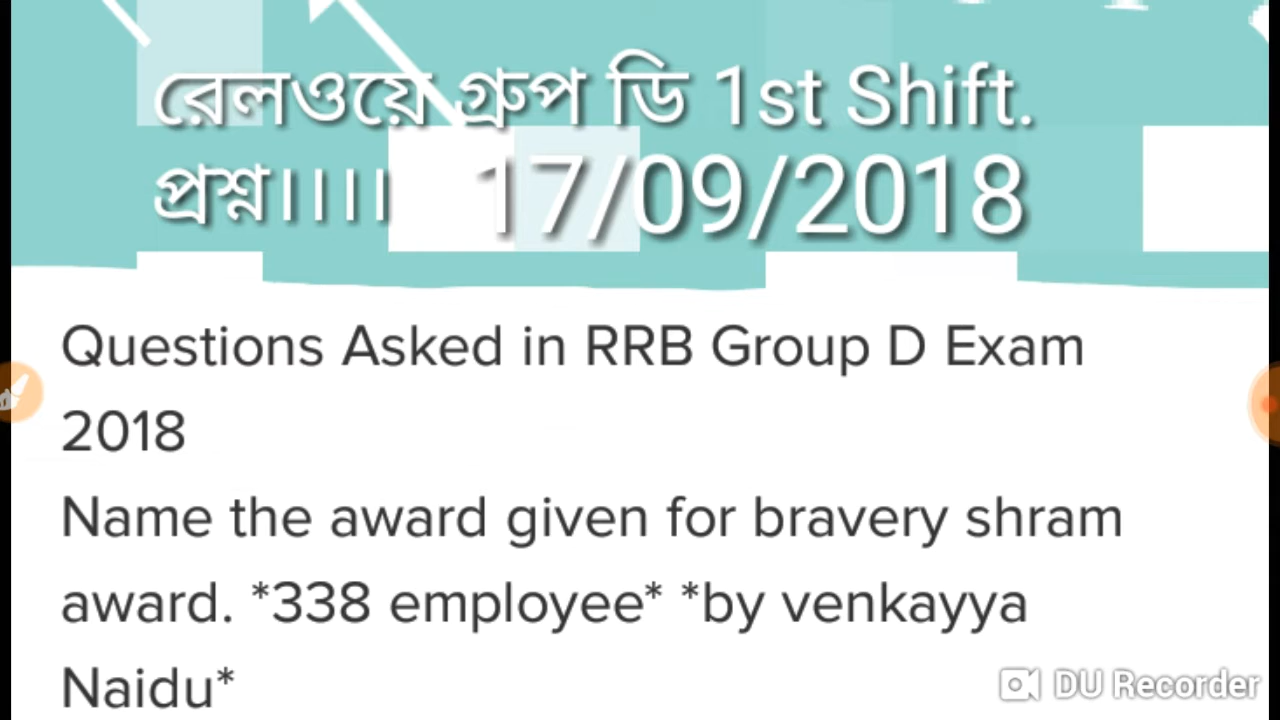 রেলওয়ে গ্রুপ ডি 1st Shift.
প্রশ্ন।।।। 17/09/2018
Questions Asked in RRB Group D Exam
2018
Name the award given for bravery shram
award. *338 employee* *by venkayya
Naidu*
DU Recorder